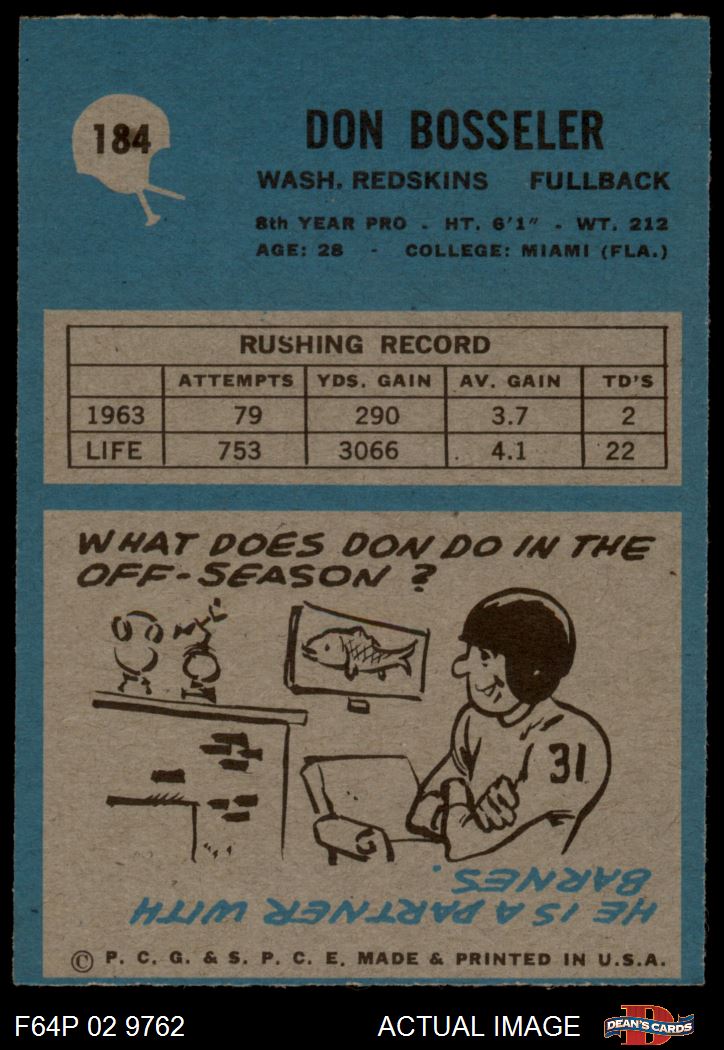 184
DON BOSSELER
WASH. REDSKINS FULLBACK
8th YEAR PRO - HT. 6'1" - WT. 212
AGE: 28 - COLLEGE: MIAMI (FLA.)
RUSHING RECORD
ATTEMPTS YDS. GAIN AV. GAIN TD'S
1963 79 290 3.7 2
LIFE 753 3066 4.1 22
WHAT DOES DON DO IN THE
OFF-SEASON ?
31
HE IS A PARTNER WITH
BARNES.
© P. C. G. & S. P. C. E. MADE & PRINTED IN U.S.A.
F64P 02 9762 ACTUAL IMAGE
D
DEAN'S CARDS